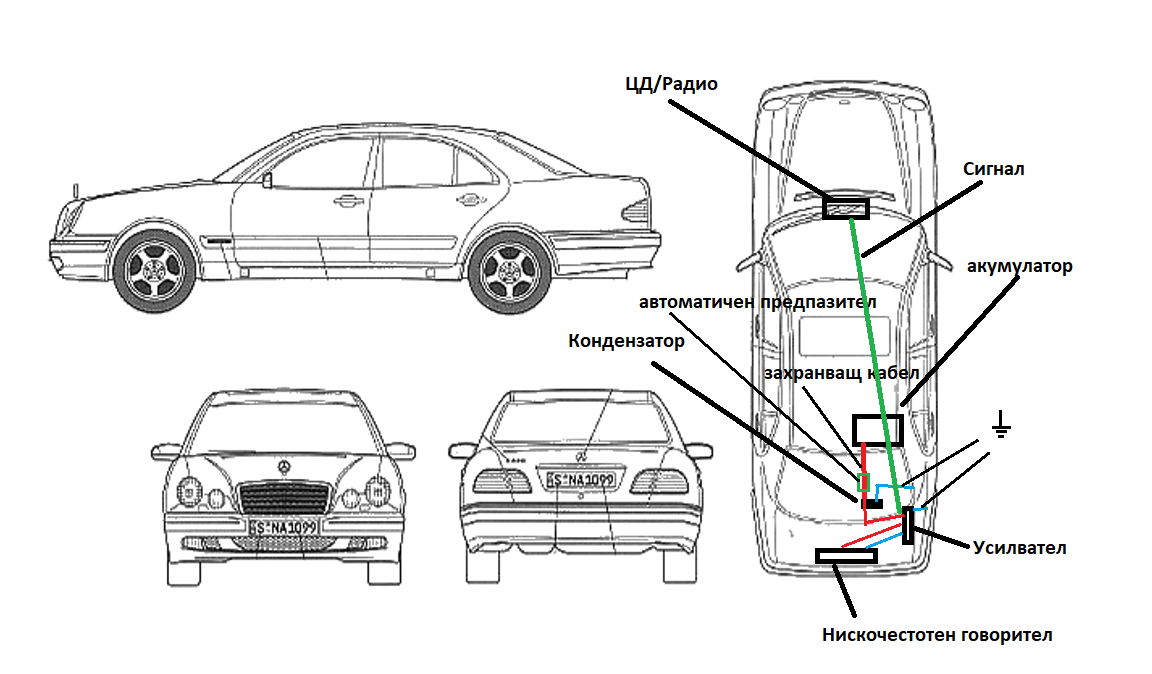 ЦД/Радио
Сигнал
акумулатор
автоматичен предпазител
Кондензатор
захранващ кабел
S NA1099
S NA1099
Усилвател
Нискочестотен говорител